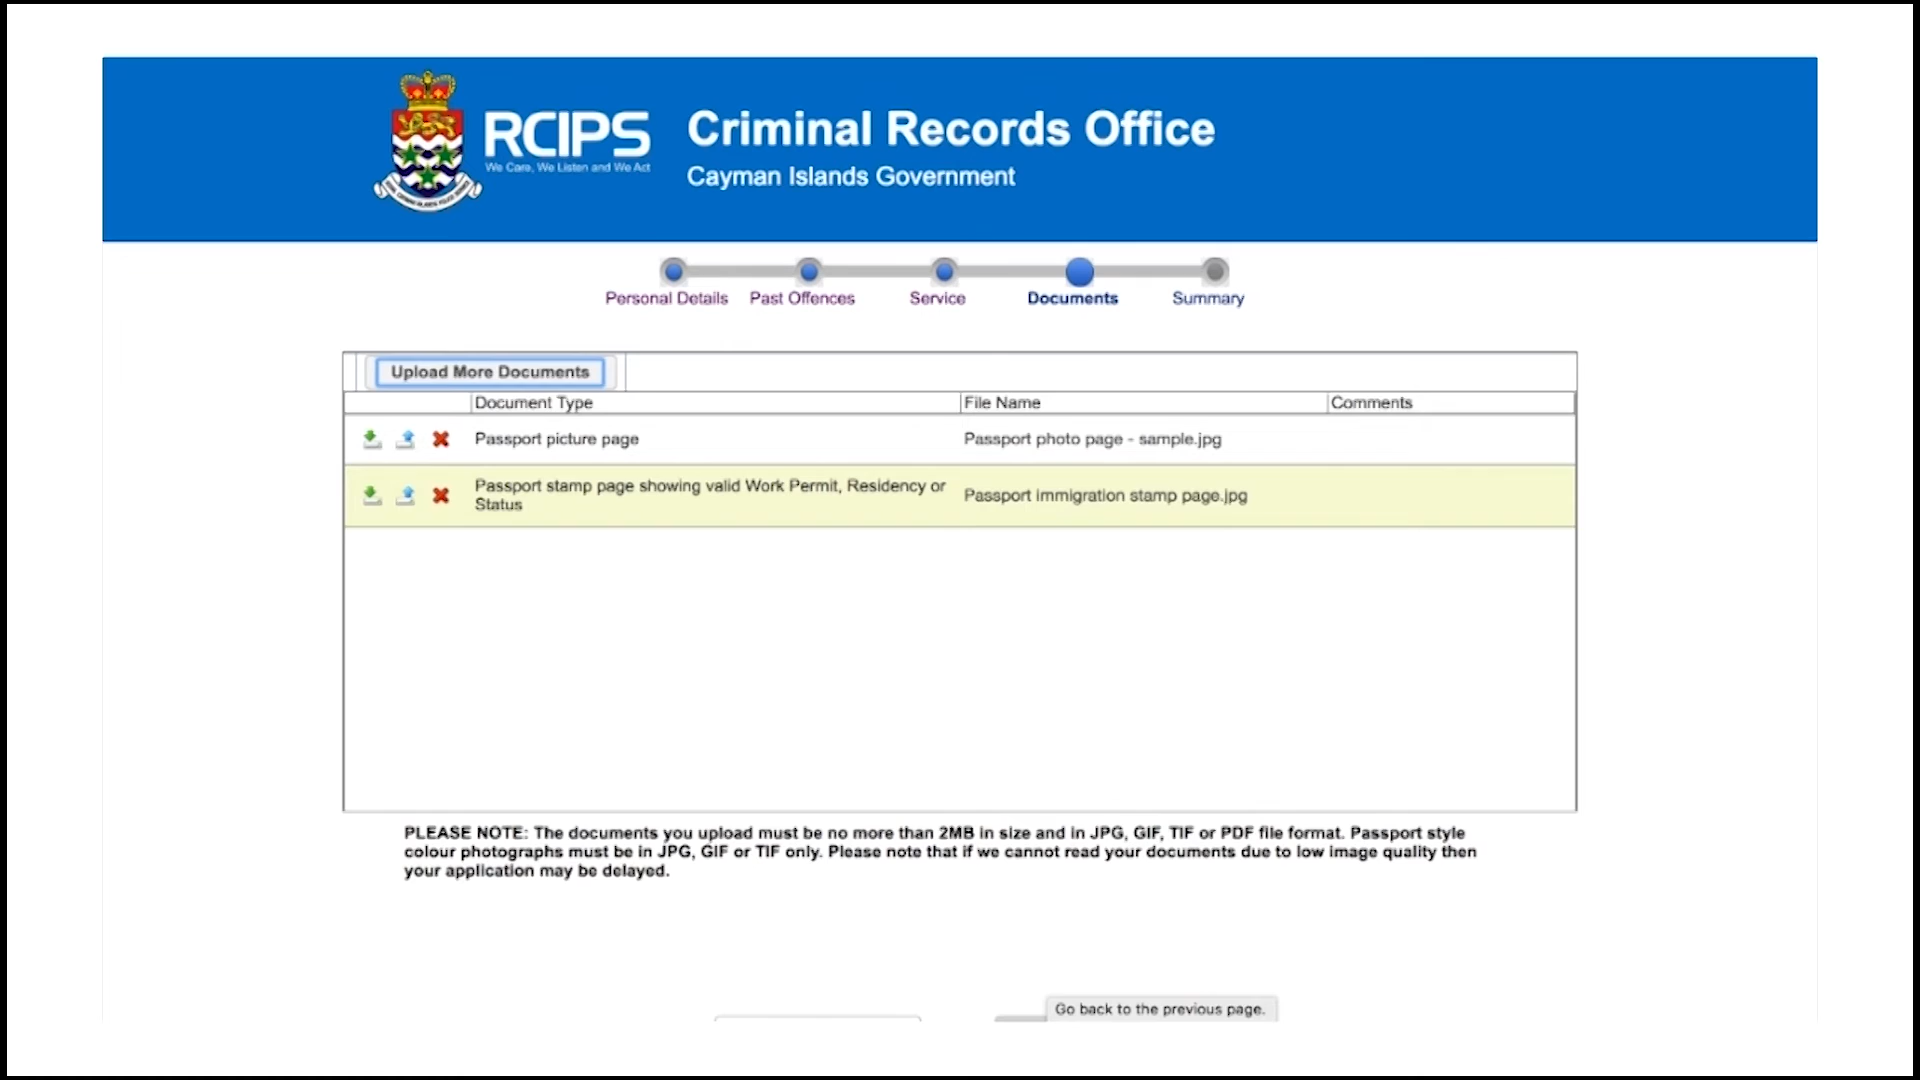 RCIPS
We Care, We Listen and We Act
Criminal Records Office
Cayman Islands Government
Personal Details Past Offences Service Documents Summary
Upload More Documents
Document Type File Name Comments
Passport picture page Passport photo page - sample.jpg
Passport stamp page showing valid Work Permit, Residency or
Status
Passport immigration stamp page.jpg
PLEASE NOTE: The documents you upload must be no more than 2MB in size and in JPG, GIF, TIF or PDF file format. Passport style
colour photographs must be in JPG, GIF or TIF only. Please note that if we cannot read your documents due to low image quality then
your application may be delayed.
Go back to the previous page.